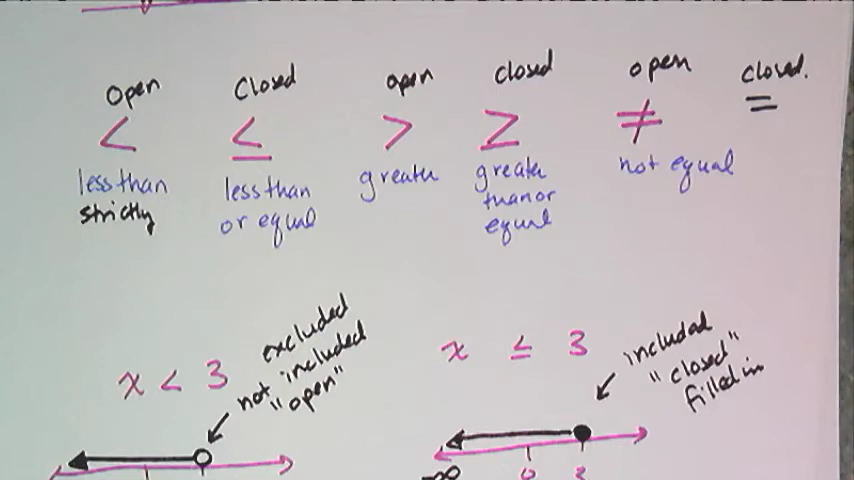 open closed open closed open closed.
< ≤ > ≥ ≠ =
less than less than greater greater not equal
strictly or equal than or
equal
x < 3 excluded
not included
"open"
x ≤ 3 included
"closed"
filled in
0 3